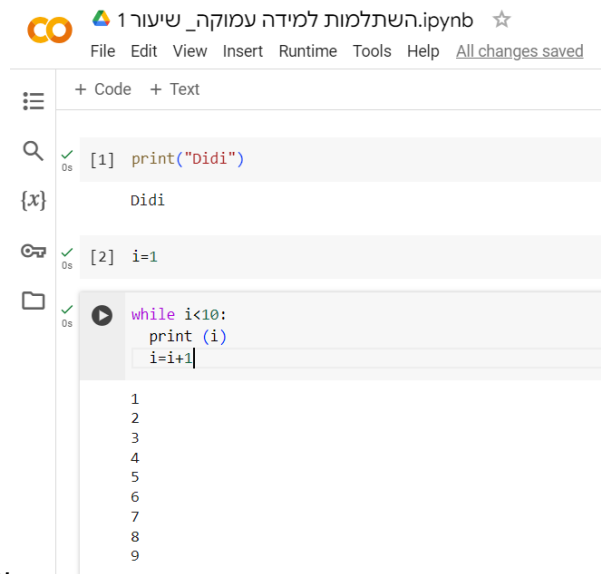 השתלמות למידה עמוקה_ שיעור 1.ipynb
File Edit View Insert Runtime Tools Help All changes saved
+ Code + Text
{x}
0s [1] print("Didi")
Didi
0s [2] i=1
0s while i<10:
print (i)
i=i+1
1
2
3
4
5
6
7
8
9